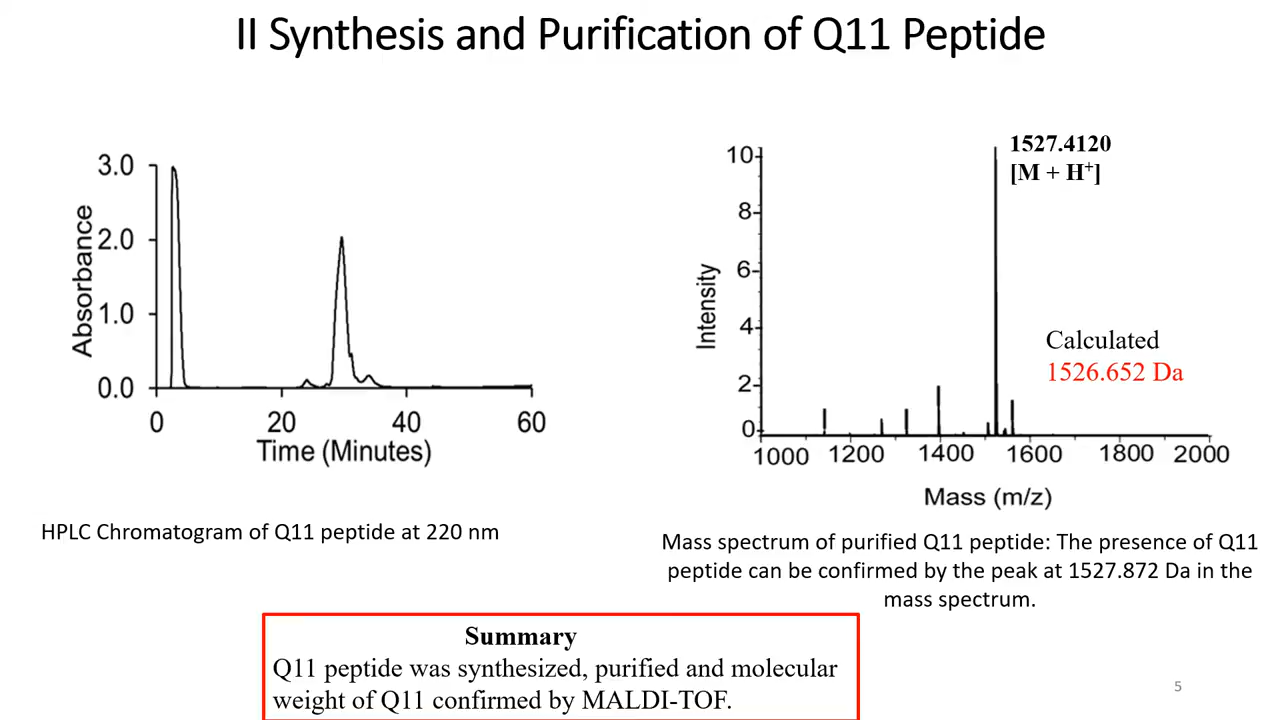 II Synthesis and Purification of Q11 Peptide
3.0
2.0
1.0
0.0
Absorbance
0 20 40 60
Time (Minutes)
HPLC Chromatogram of Q11 peptide at 220 nm
1527.4120
[M + H+]
10
8
6
4
2
0
Intensity
Calculated
1526.652 Da
1000 1200 1400 1600 1800 2000
Mass (m/z)
Mass spectrum of purified Q11 peptide: The presence of Q11
peptide can be confirmed by the peak at 1527.872 Da in the
mass spectrum.
Summary
Q11 peptide was synthesized, purified and molecular
weight of Q11 confirmed by MALDI-TOF.
5